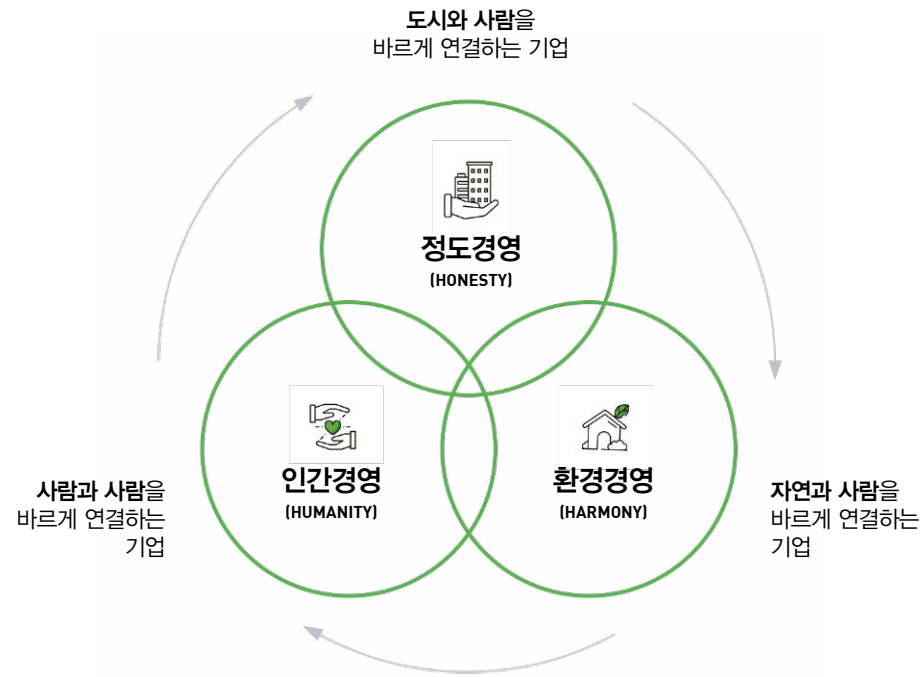 도시와 사람을
바르게 연결하는 기업
정도경영
(HONESTY)
인간경영
(HUMANITY)
환경경영
(HARMONY)
사람과 사람을
바르게 연결하는
기업
자연과 사람을
바르게 연결하는
기업